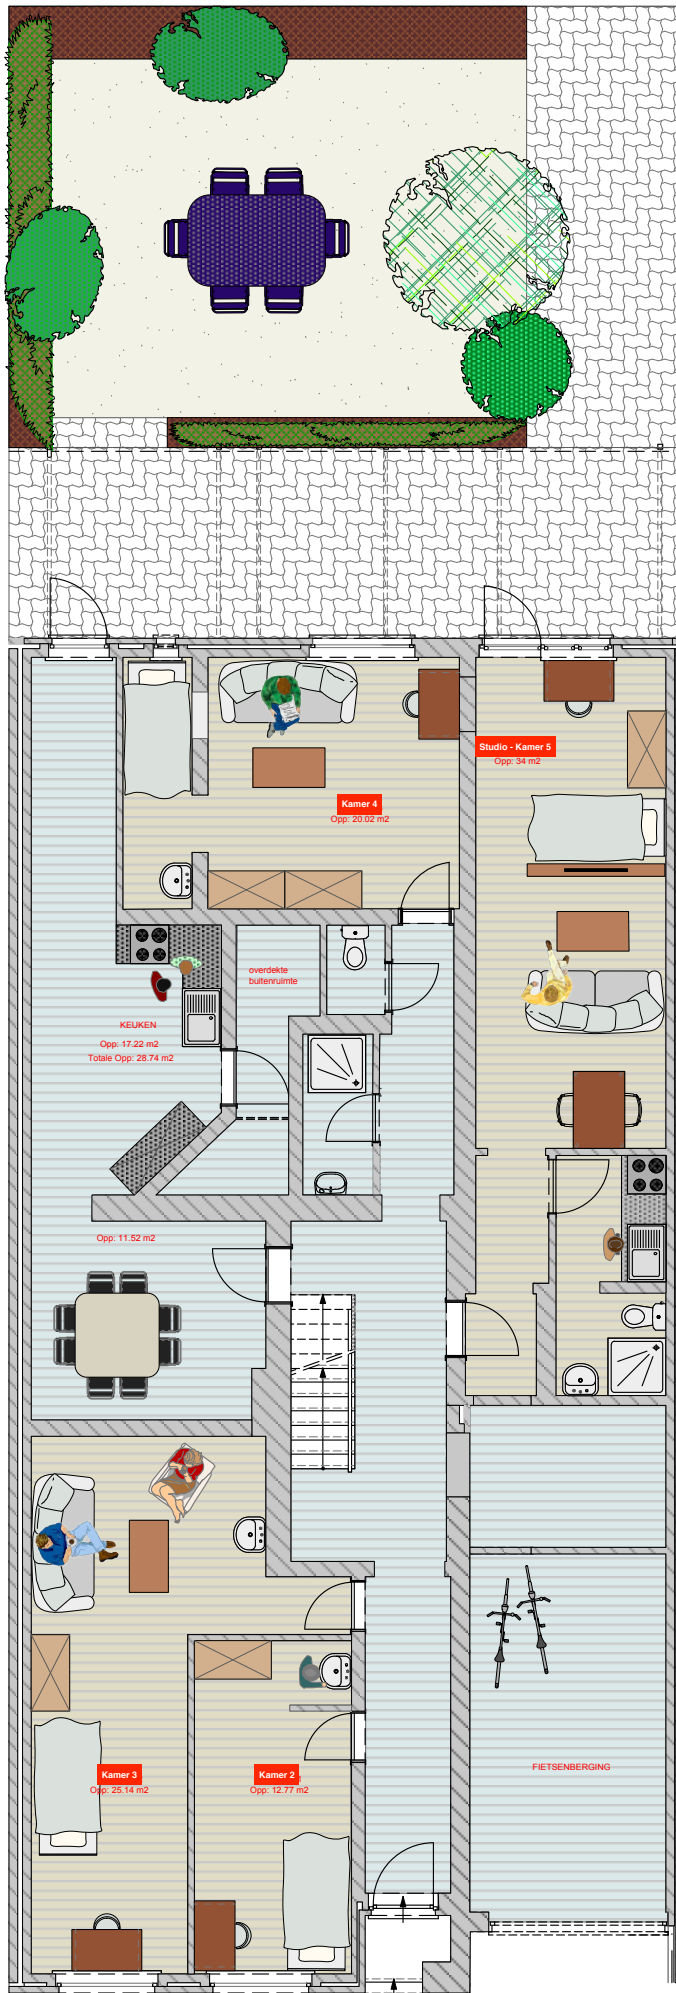 Studio - Kamer 5
Opp: 34 m2
Kamer 4
Opp: 20.02 m2
overdekte
buitenruimte
KEUKEN
Opp: 17.22 m2
Totale Opp: 28.74 m2
Opp: 11.52 m2
Kamer 3
Opp: 25.14 m2
Kamer 2
Opp: 12.77 m2
FIETSENBERGING